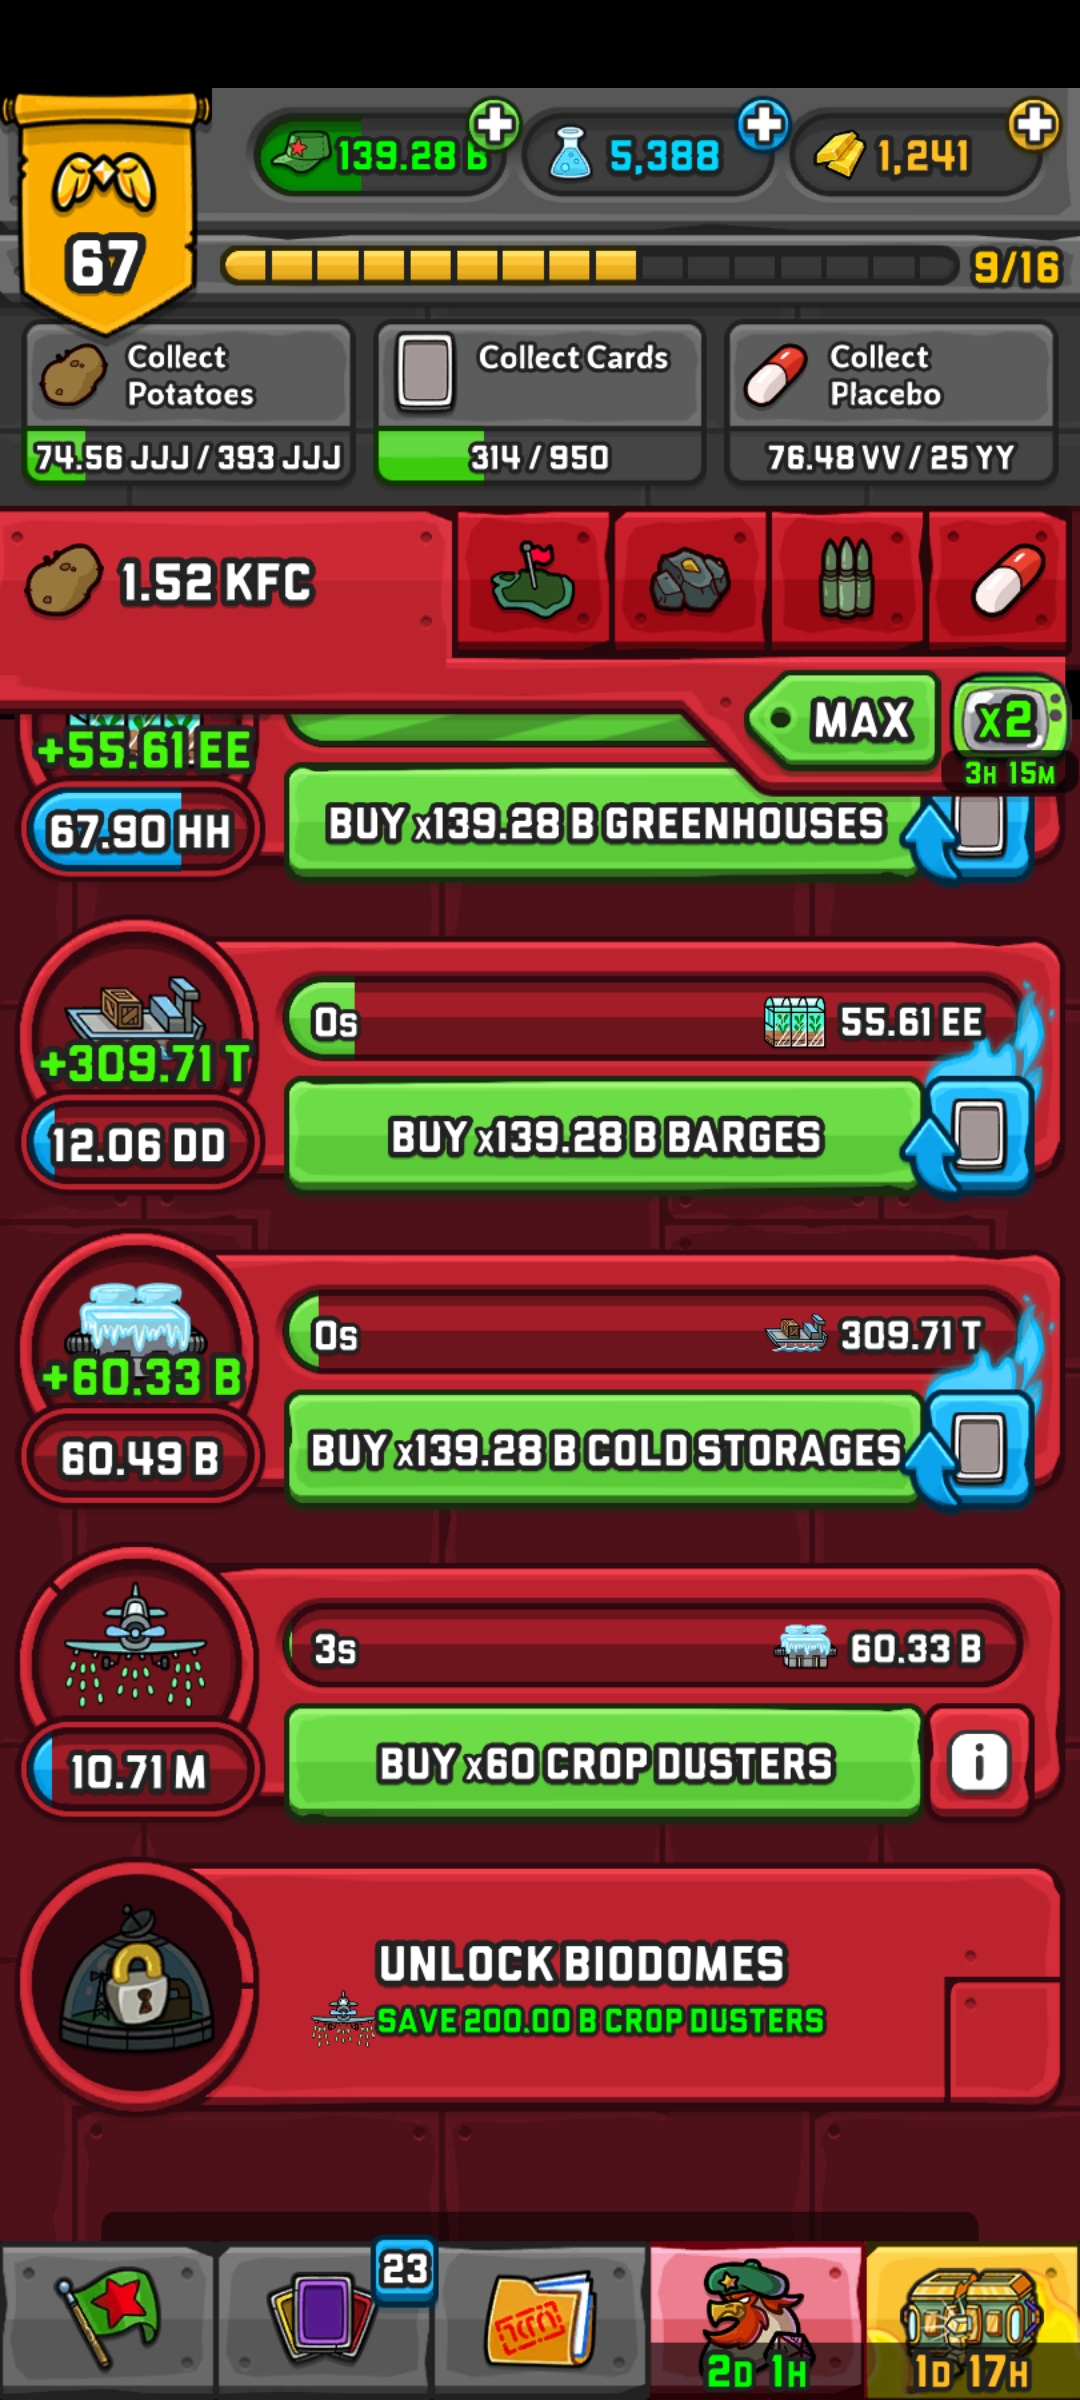 139.28 B
5,388
1,241
67
9/16
Collect
Potatoes
74.56 JJJ / 393 JJJ
Collect Cards
314 / 950
Collect
Placebo
76.48 VV / 25 YY
1.52 KFC
MAX
x2
3H 15M
+55.61 EE
67.90 HH
BUY x139.28 B GREENHOUSES
0s
55.61 EE
+309.71 T
12.06 DD
BUY x139.28 B BARGES
0s
309.71 T
+60.33 B
60.49 B
BUY x139.28 B COLD STORAGES
3s
60.33 B
10.71 M
BUY x60 CROP DUSTERS
i
UNLOCK BIODOMES
SAVE 200.00 B CROP DUSTERS
23
2D 1H
1D 17H